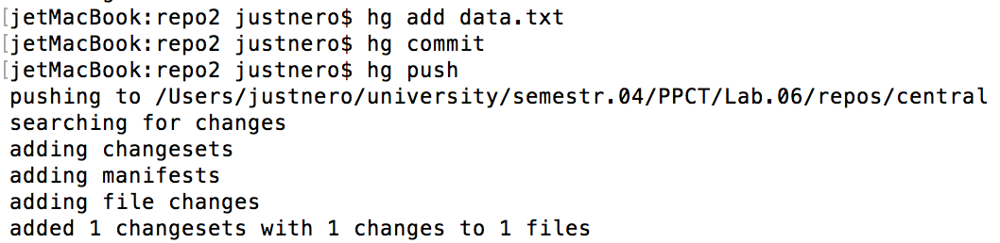 [jetMacBook:repo2 justnero$ hg add data.txt
[jetMacBook:repo2 justnero$ hg commit
[jetMacBook:repo2 justnero$ hg push
pushing to /Users/justnero/university/semestr.04/PPCT/Lab.06/repos/central
searching for changes
adding changesets
adding manifests
adding file changes
added 1 changesets with 1 changes to 1 files